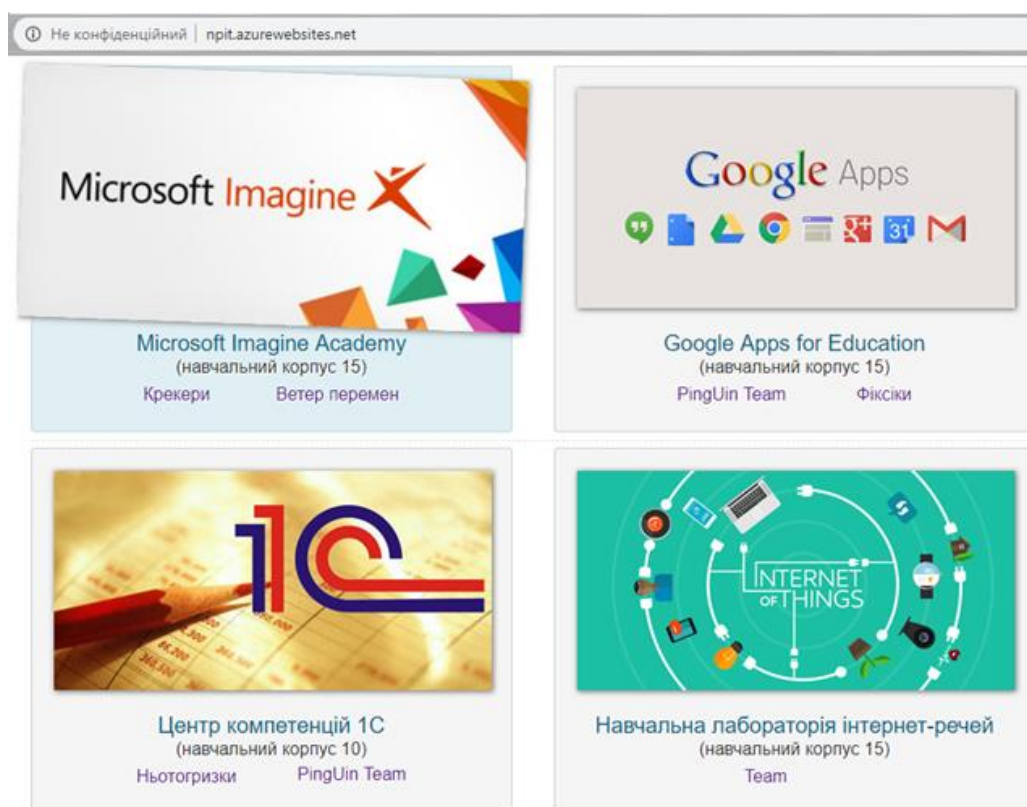 Не конфіденційний | npit.azurewebsites.net
Microsoft Imagine
Google Apps
31
Microsoft Imagine Academy
(навчальний корпус 15)
Крекери Ветер перемен
Google Apps for Education
(навчальний корпус 15)
PingUin Team Фіксіки
1С
INTERNET
OF THINGS
Центр компетенцій 1С
(навчальний корпус 10)
Ньютогризки PingUin Team
Навчальна лабораторія інтернет-речей
(навчальний корпус 15)
Team